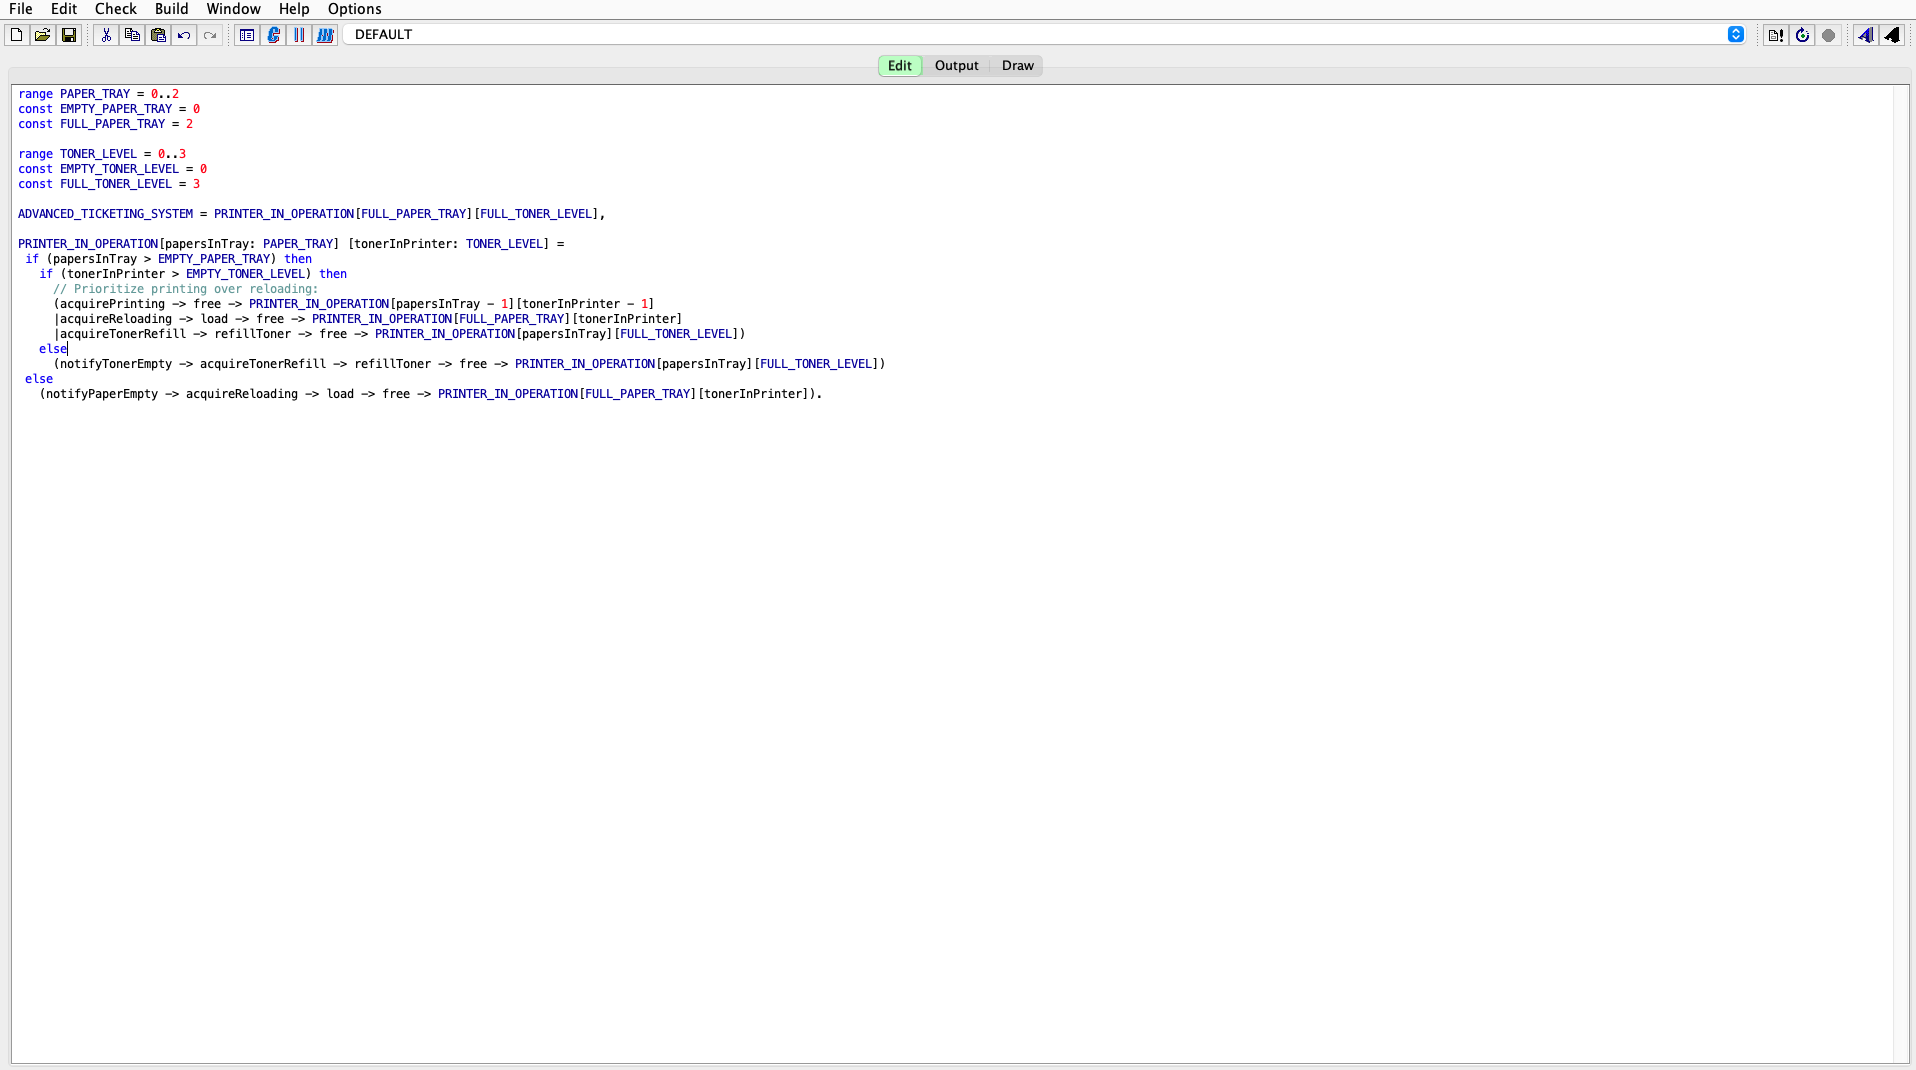 File Edit Check Build Window Help Options
DEFAULT
Edit Output Draw
range PAPER_TRAY = 0..2
const EMPTY_PAPER_TRAY = 0
const FULL_PAPER_TRAY = 2
range TONER_LEVEL = 0..3
const EMPTY_TONER_LEVEL = 0
const FULL_TONER_LEVEL = 3
ADVANCED_TICKETING_SYSTEM = PRINTER_IN_OPERATION[FULL_PAPER_TRAY][FULL_TONER_LEVEL],
PRINTER_IN_OPERATION[papersInTray: PAPER_TRAY] [tonerInPrinter: TONER_LEVEL] =
if (papersInTray > EMPTY_PAPER_TRAY) then
if (tonerInPrinter > EMPTY_TONER_LEVEL) then
// Prioritize printing over reloading:
(acquirePrinting -> free -> PRINTER_IN_OPERATION[papersInTray - 1][tonerInPrinter - 1]
|acquireReloading -> load -> free -> PRINTER_IN_OPERATION[FULL_PAPER_TRAY][tonerInPrinter]
|acquireTonerRefill -> refillToner -> free -> PRINTER_IN_OPERATION[papersInTray][FULL_TONER_LEVEL])
else
(notifyTonerEmpty -> acquireTonerRefill -> refillToner -> free -> PRINTER_IN_OPERATION[papersInTray][FULL_TONER_LEVEL])
else
(notifyPaperEmpty -> acquireReloading -> load -> free -> PRINTER_IN_OPERATION[FULL_PAPER_TRAY][tonerInPrinter]).